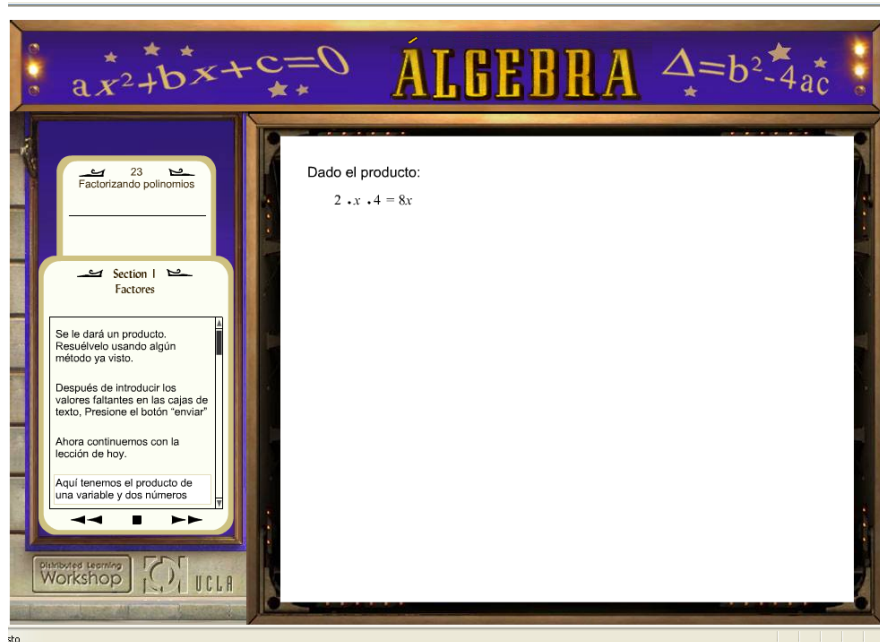 ax²+bx+c=0
ÁLGEBRA
Δ=b²-4ac
23
Factorizando polinomios
Section 1
Factores
Se le dará un producto.
Resuélvelo usando algún
método ya visto.
Después de introducir los
valores faltantes en las cajas de
texto, Presione el botón “enviar”
Ahora continuemos con la
lección de hoy.
Aquí tenemos el producto de
una variable y dos números
Distributed Learning
Workshop
UCLA
Dado el producto:
2 . x . 4 = 8x
sto